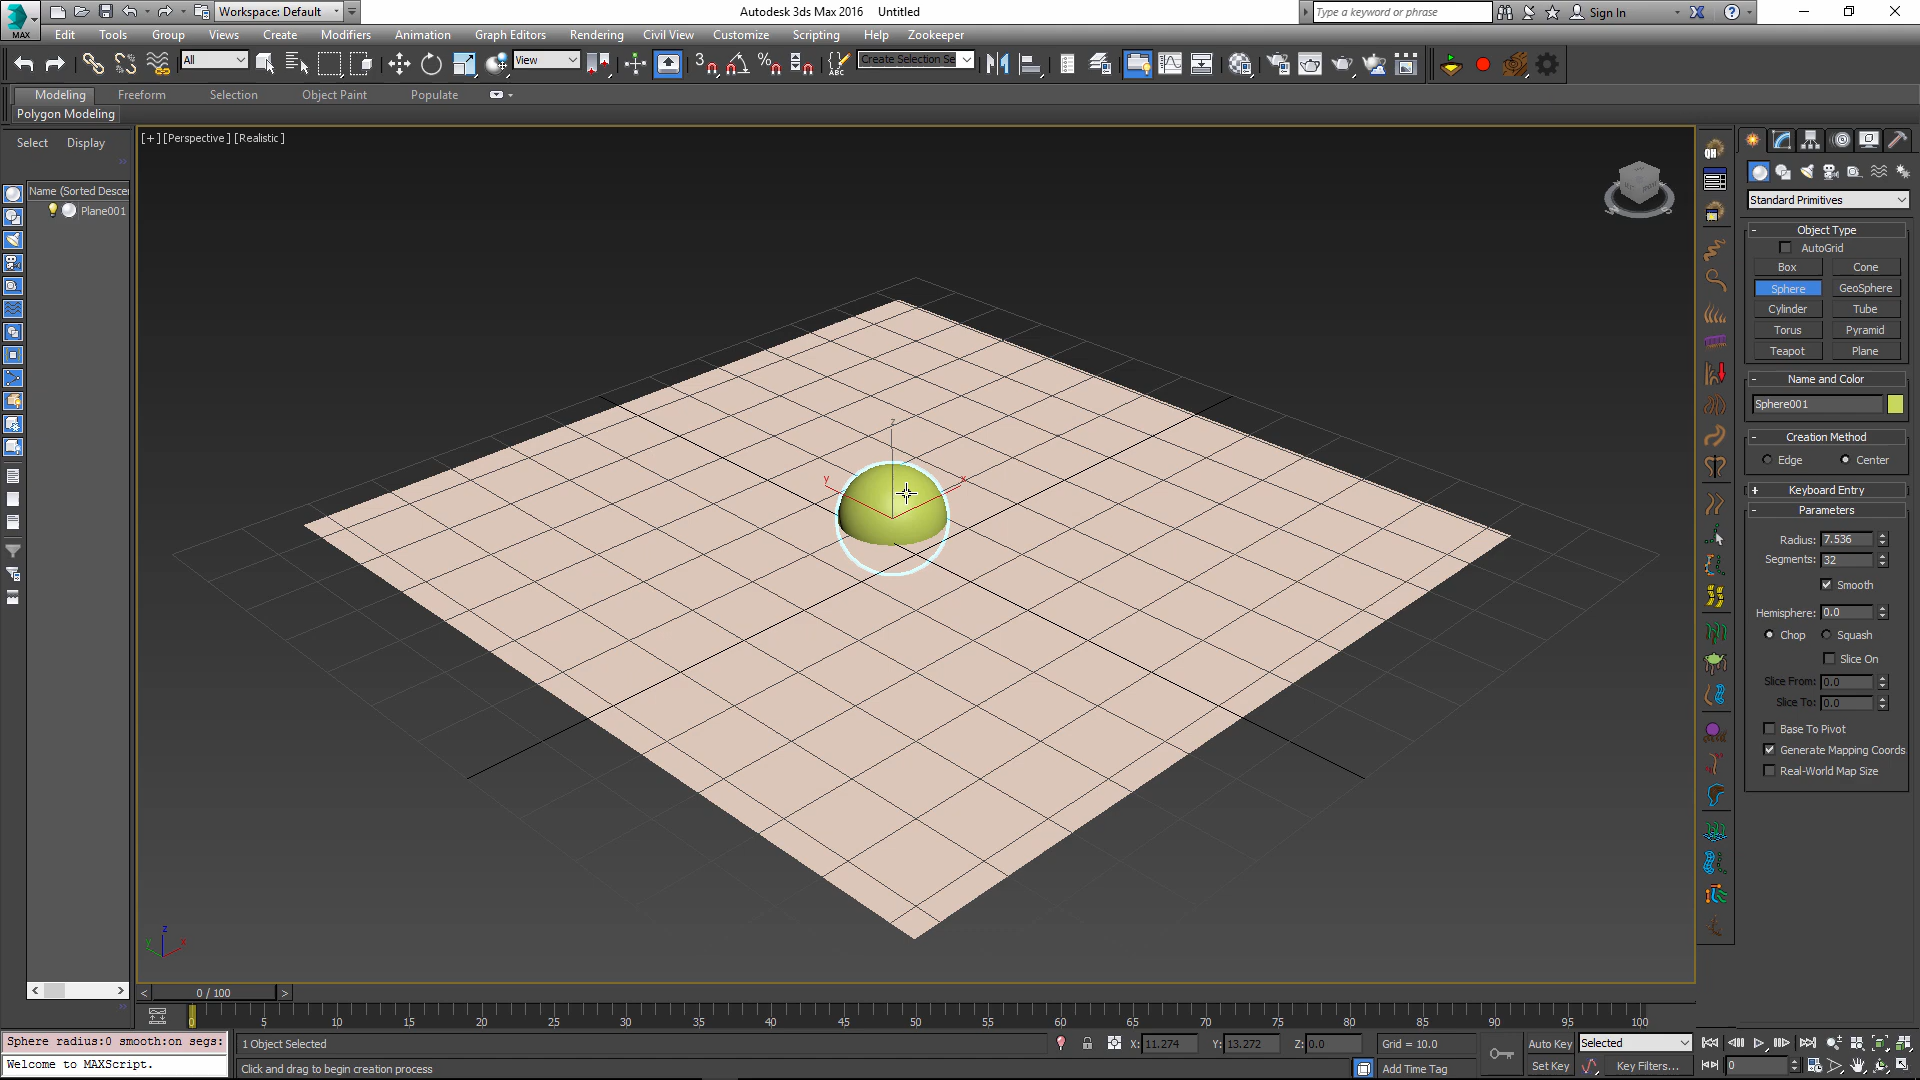 Workspace: Default
Autodesk 3ds Max 2016 Untitled
Type a keyword or phrase
Sign In
MAX
Edit Tools Group Views Create Modifiers Animation Graph Editors Rendering Civil View Customize Scripting Help Zookeeper
All
View
3
ABC
Create Selection Se
Modeling Freeform Selection Object Paint Populate
Polygon Modeling
Select Display
[+] [Perspective] [Realistic]
Name (Sorted Desce
Plane001
QH
z
y
x
z
y
x
Standard Primitives
- Object Type
AutoGrid
Box Cone
Sphere GeoSphere
Cylinder Tube
Torus Pyramid
Teapot Plane
- Name and Color
Sphere001
- Creation Method
Edge Center
+ Keyboard Entry
- Parameters
Radius: 7.536
Segments: 32
Smooth
Hemisphere: 0.0
Chop Squash
Slice On
Slice From: 0.0
Slice To: 0.0
Base To Pivot
Generate Mapping Coords
Real-World Map Size
< 0 / 100 >
0 5 10 15 20 25 30 35 40 45 50 55 60 65 70 75 80 85 90 95 100
Sphere radius:0 smooth:on segs:
Welcome to MAXScript.
1 Object Selected
Click and drag to begin creation process
X: 11.274 Y: 13.272 Z: 0.0
Grid = 10.0
Add Time Tag
Auto Key Selected
Set Key Key Filters...
0